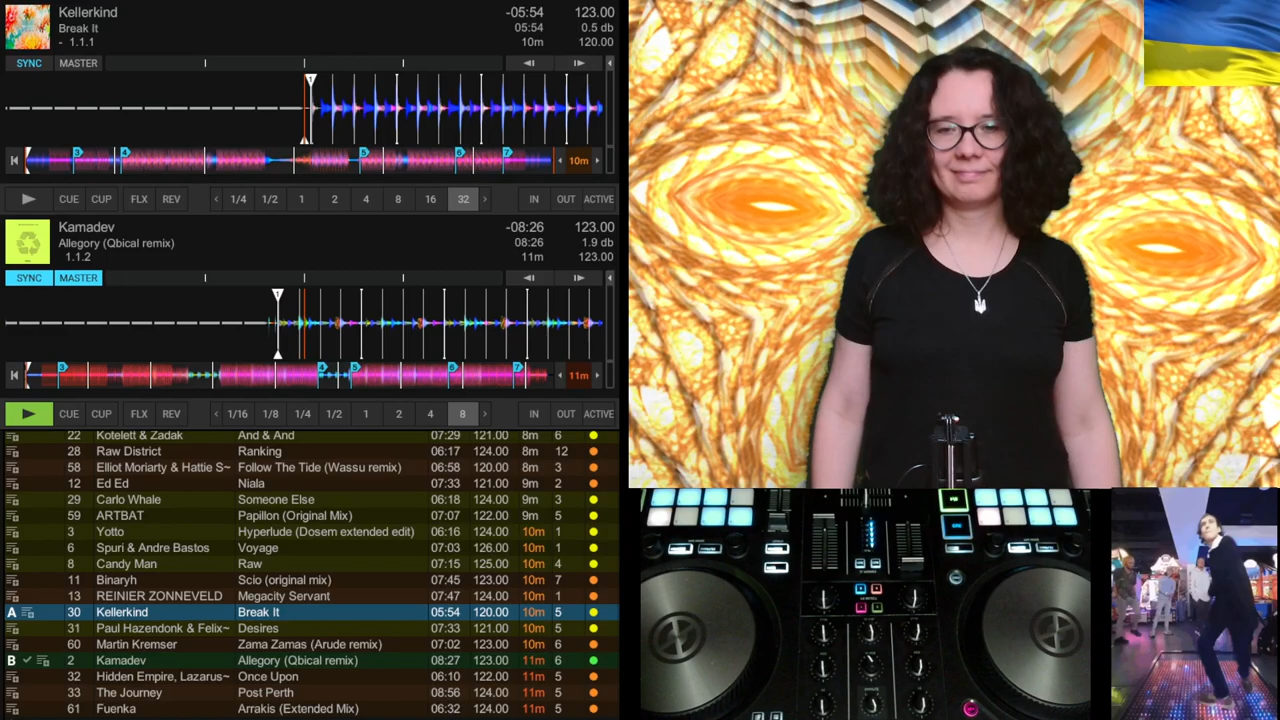 Kellerkind -05:54 123.00
Break It 05:54 0.5 db
- 1.1.1 10m 120.00
SYNC MASTER
1
3 4 5 6 7 10m
CUE CUP FLX REV 1/4 1/2 1 2 4 8 16 32 IN OUT ACTIVE
Kamadev -08:26 123.00
Allegory (Qbical remix) 08:26 1.9 db
1.1.2 11m 123.00
SYNC MASTER
1
3 4 5 6 7 11m
CUE CUP FLX REV 1/16 1/8 1/4 1/2 1 2 4 8 IN OUT ACTIVE
22 Kotelett & Zadak And & And 07:29 121.00 8m 6
28 Raw District Ranking 06:17 124.00 8m 12
58 Elliot Moriarty & Hattie S~ Follow The Tide (Wassu remix) 06:58 120.00 8m 3
12 Ed Ed Niala 07:33 121.00 9m 2
29 Carlo Whale Someone Else 06:18 124.00 9m 3
59 ARTBAT Papillon (Original Mix) 07:07 122.00 9m 5
3 Yotto Hyperlude (Dosem extended edit) 06:16 124.00 10m 1
6 Spuri & Andre Bastos Voyage 07:03 126.00 10m 1
8 Candy Man Raw 07:15 125.00 10m 4
11 Binaryh Scio (original mix) 07:45 123.00 10m 7
13 REINIER ZONNEVELD Megacity Servant 07:47 124.00 10m 1
A 30 Kellerkind Break It 05:54 120.00 10m 5
31 Paul Hazendonk & Felix~ Desires 07:33 121.00 10m 5
60 Martin Kremser Zama Zamas (Arude remix) 07:02 123.00 10m 6
B 2 Kamadev Allegory (Qbical remix) 08:27 123.00 11m 6
32 Hidden Empire, Lazarus~ Once Upon 06:10 122.00 11m 5
33 The Journey Post Perth 08:56 124.00 11m 5
61 Fuenka Arrakis (Extended Mix) 06:32 124.00 11m 5